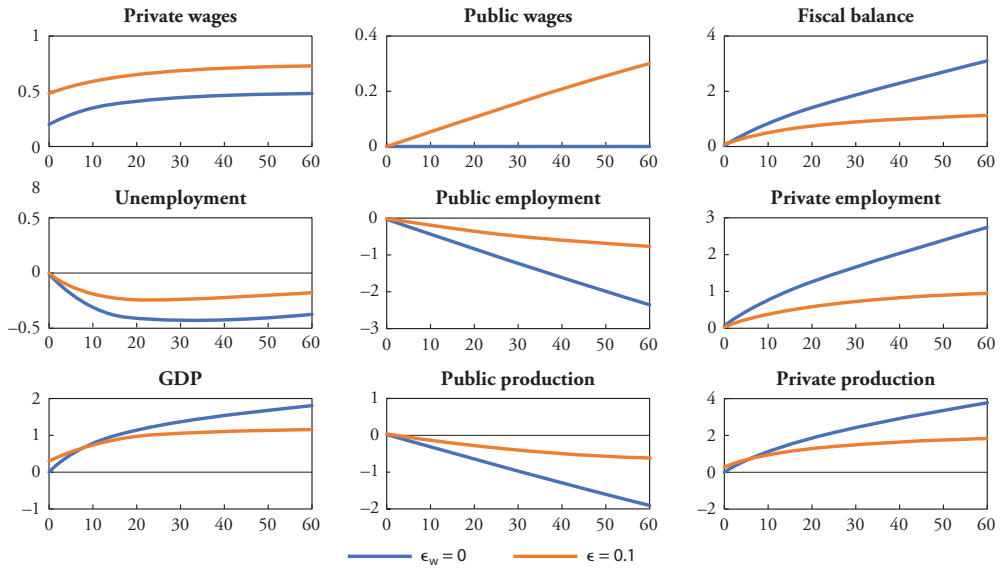 Private wages
Public wages
Fiscal balance
1
0.5
0
0 10 20 30 40 50 60
0.4
0.2
0
0 10 20 30 40 50 60
4
2
0
0 10 20 30 40 50 60
8
Unemployment
Public employment
Private employment
0.5
0
−0.5
0 10 20 30 40 50 60
0
−1
−2
−3
0 10 20 30 40 50 60
3
2
1
0
0 10 20 30 40 50 60
GDP
Public production
Private production
2
1
0
−1
0 10 20 30 40 50 60
1
0
−1
−2
0 10 20 30 40 50 60
4
2
0
−2
0 10 20 30 40 50 60
ϵw = 0
ϵ = 0.1